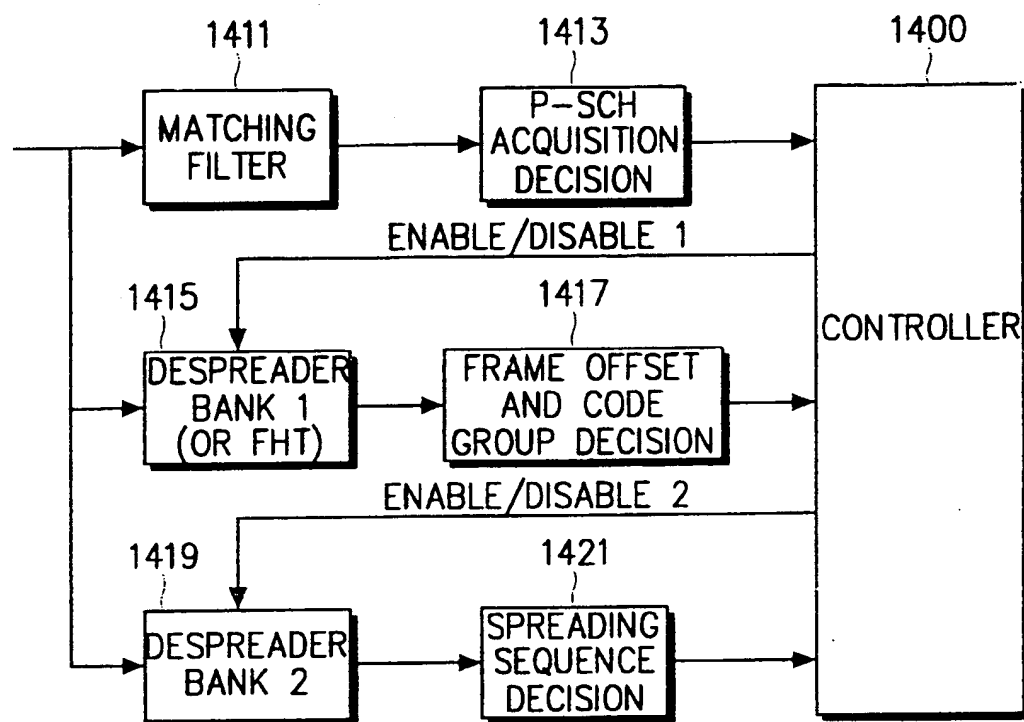 1411
1413
1400
MATCHING
FILTER
P-SCH
ACQUISITION
DECISION
ENABLE/DISABLE 1
1415
1417
CONTROLLER
DESPREADER
BANK 1
(OR FHT)
FRAME OFFSET
AND CODE
GROUP DECISION
ENABLE/DISABLE 2
1419
1421
DESPREADER
BANK 2
SPREADING
SEQUENCE
DECISION